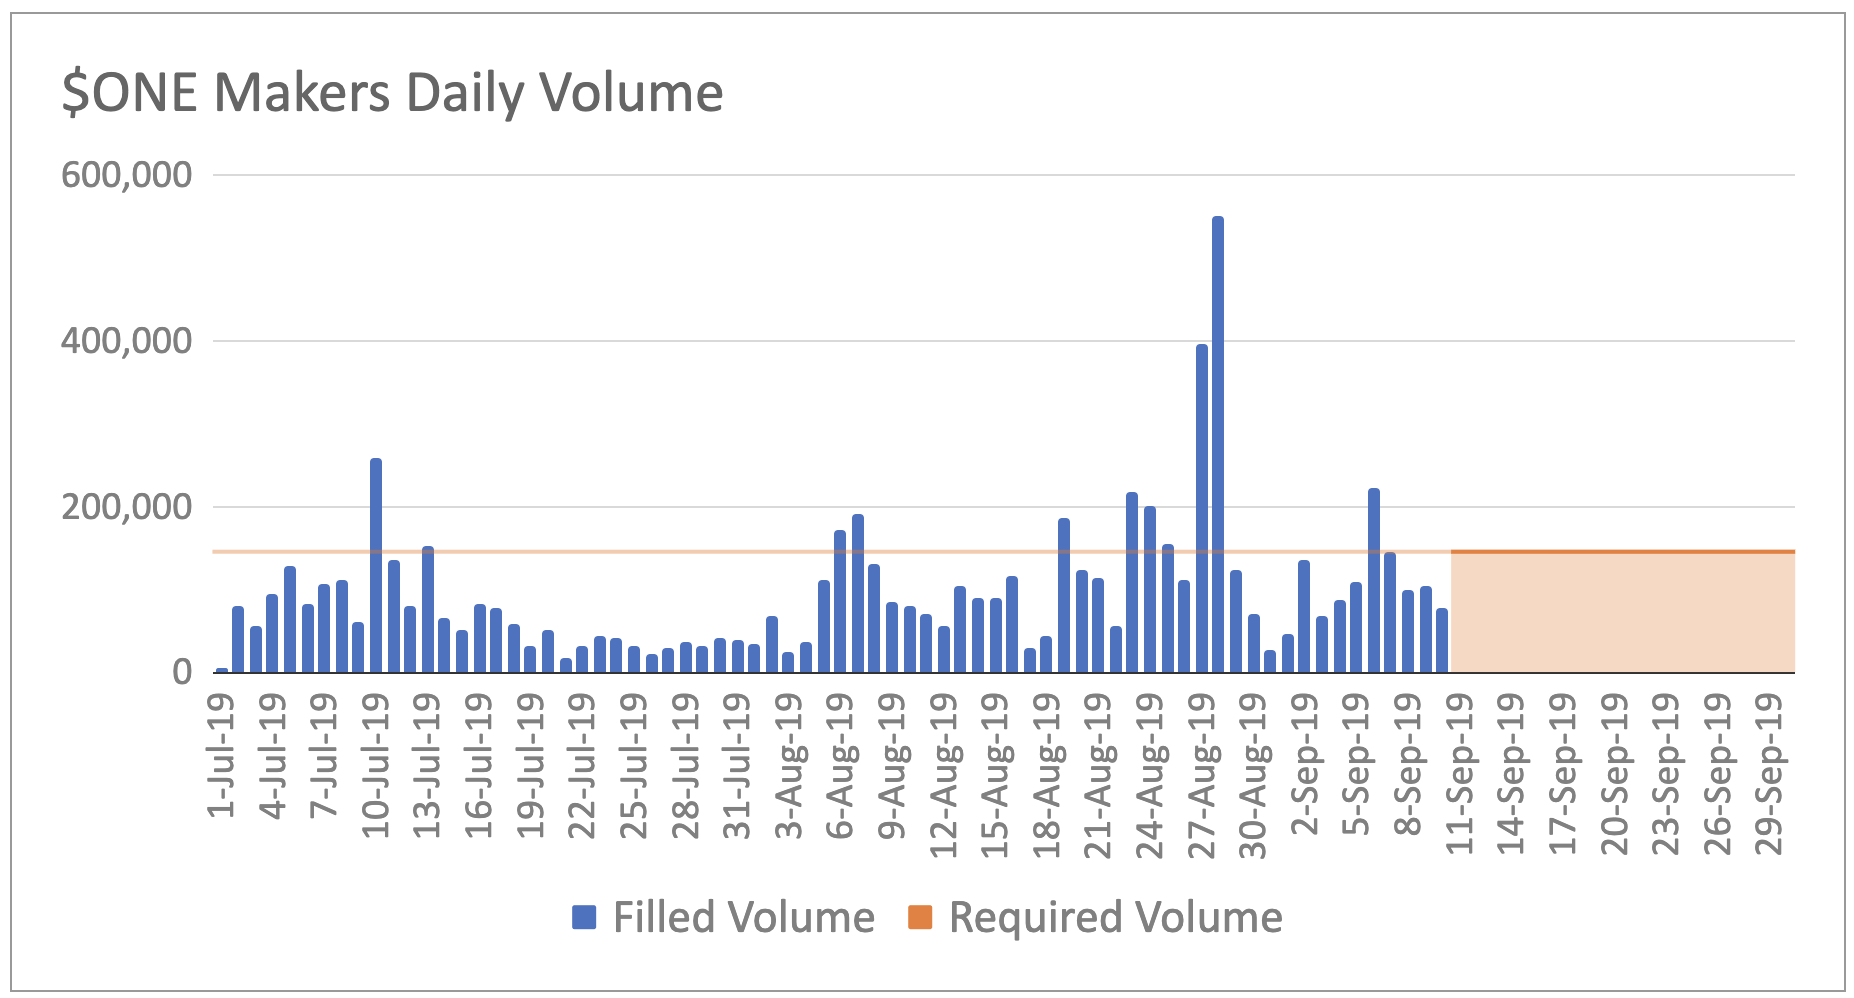 $ONE Makers Daily Volume
600,000
400,000
200,000
0
1-Jul-19
4-Jul-19
7-Jul-19
10-Jul-19
13-Jul-19
16-Jul-19
19-Jul-19
22-Jul-19
25-Jul-19
28-Jul-19
31-Jul-19
3-Aug-19
6-Aug-19
9-Aug-19
12-Aug-19
15-Aug-19
18-Aug-19
21-Aug-19
24-Aug-19
27-Aug-19
30-Aug-19
2-Sep-19
5-Sep-19
8-Sep-19
11-Sep-19
14-Sep-19
17-Sep-19
20-Sep-19
23-Sep-19
26-Sep-19
29-Sep-19
Filled Volume
Required Volume